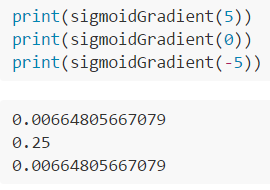 print(sigmoidGradient(5))
print(sigmoidGradient(0))
print(sigmoidGradient(-5))
0.00664805667079
0.25
0.00664805667079